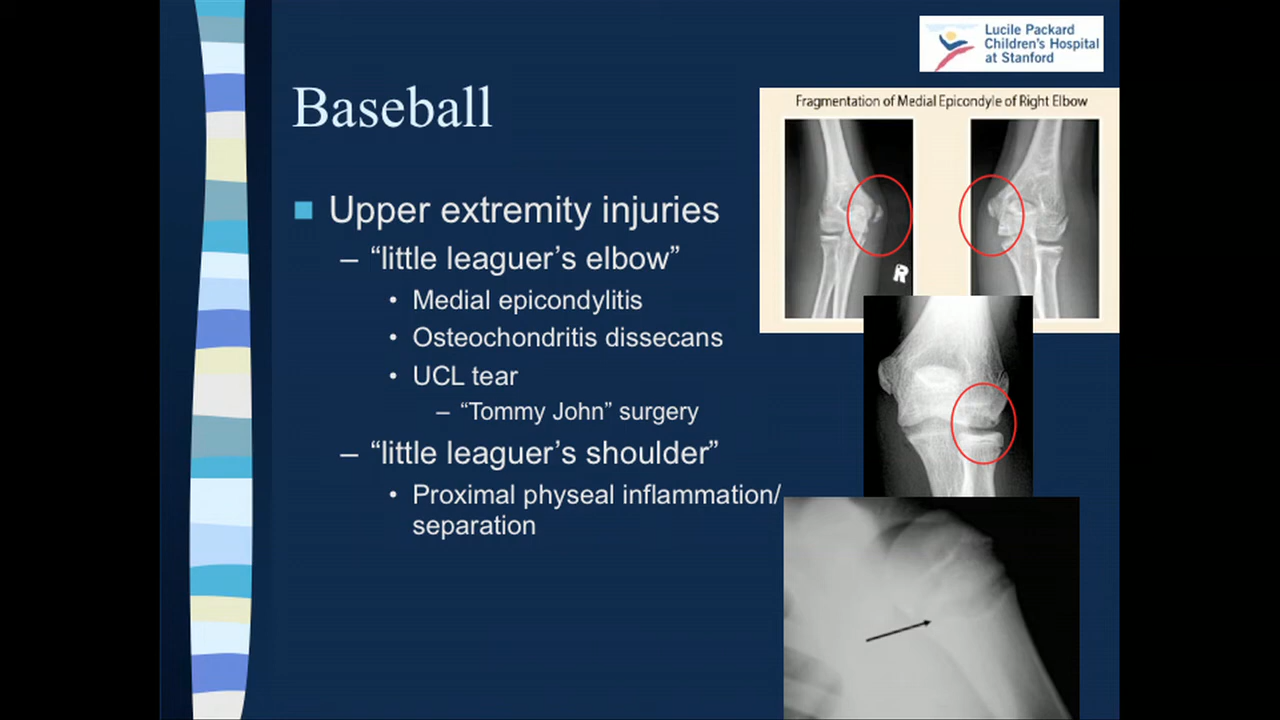 Lucile Packard
Children's Hospital
at Stanford
Baseball
Fragmentation of Medial Epicondyle of Right Elbow
R
Upper extremity injuries
– “little leaguer’s elbow”
• Medial epicondylitis
• Osteochondritis dissecans
• UCL tear
– “Tommy John” surgery
– “little leaguer’s shoulder”
• Proximal physeal inflammation/
separation